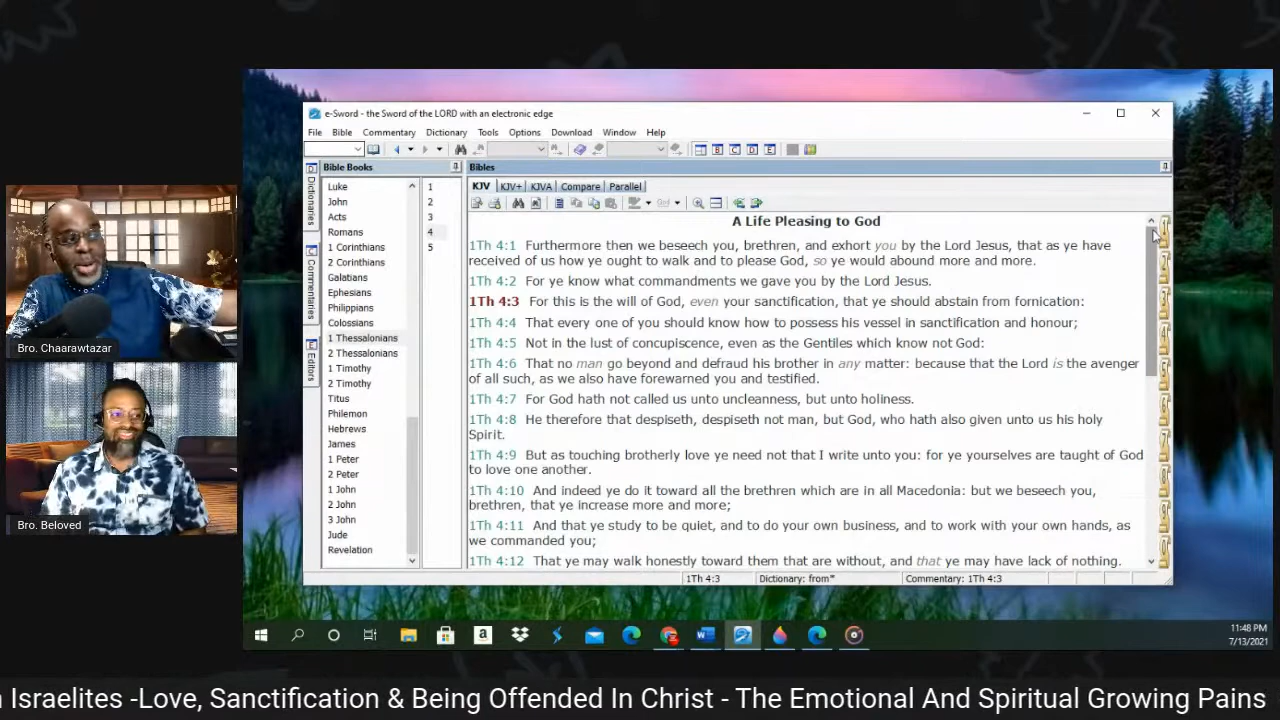 e-Sword - the Sword of the LORD with an electronic edge
File Bible Commentary Dictionary Tools Options Download Window Help
B C D E
Bible Books
Bibles
Dictionaries
Commentaries
Editors
Luke
John
Acts
Romans
1 Corinthians
2 Corinthians
Galatians
Ephesians
Philippians
Colossians
1 Thessalonians
2 Thessalonians
1 Timothy
2 Timothy
Titus
Philemon
Hebrews
James
1 Peter
2 Peter
1 John
2 John
3 John
Jude
Revelation
1
2
3
4
5
KJV KJV+ KJVA Compare Parallel
A Life Pleasing to God
1Th 4:1 Furthermore then we beseech you, brethren, and exhort you by the Lord Jesus, that as ye have
received of us how ye ought to walk and to please God, so ye would abound more and more.
1Th 4:2 For ye know what commandments we gave you by the Lord Jesus.
1Th 4:3 For this is the will of God, even your sanctification, that ye should abstain from fornication:
1Th 4:4 That every one of you should know how to possess his vessel in sanctification and honour;
1Th 4:5 Not in the lust of concupiscence, even as the Gentiles which know not God:
1Th 4:6 That no man go beyond and defraud his brother in any matter: because that the Lord is the avenger
of all such, as we also have forewarned you and testified.
1Th 4:7 For God hath not called us unto uncleanness, but unto holiness.
1Th 4:8 He therefore that despiseth, despiseth not man, but God, who hath also given unto us his holy
Spirit.
1Th 4:9 But as touching brotherly love ye need not that I write unto you: for ye yourselves are taught of God
to love one another.
1Th 4:10 And indeed ye do it toward all the brethren which are in all Macedonia: but we beseech you,
brethren, that ye increase more and more;
1Th 4:11 And that ye study to be quiet, and to do your own business, and to work with your own hands, as
we commanded you;
1Th 4:12 That ye may walk honestly toward them that are without, and that ye may have lack of nothing.
1Th 4:3
Dictionary: from"
Commentary: 1Th 4:3
Bro. Chaarawtazar
Bro. Beloved
11:48 PM
7/13/2021
Israelites -Love, Sanctification & Being Offended In Christ - The Emotional And Spiritual Growing Pains